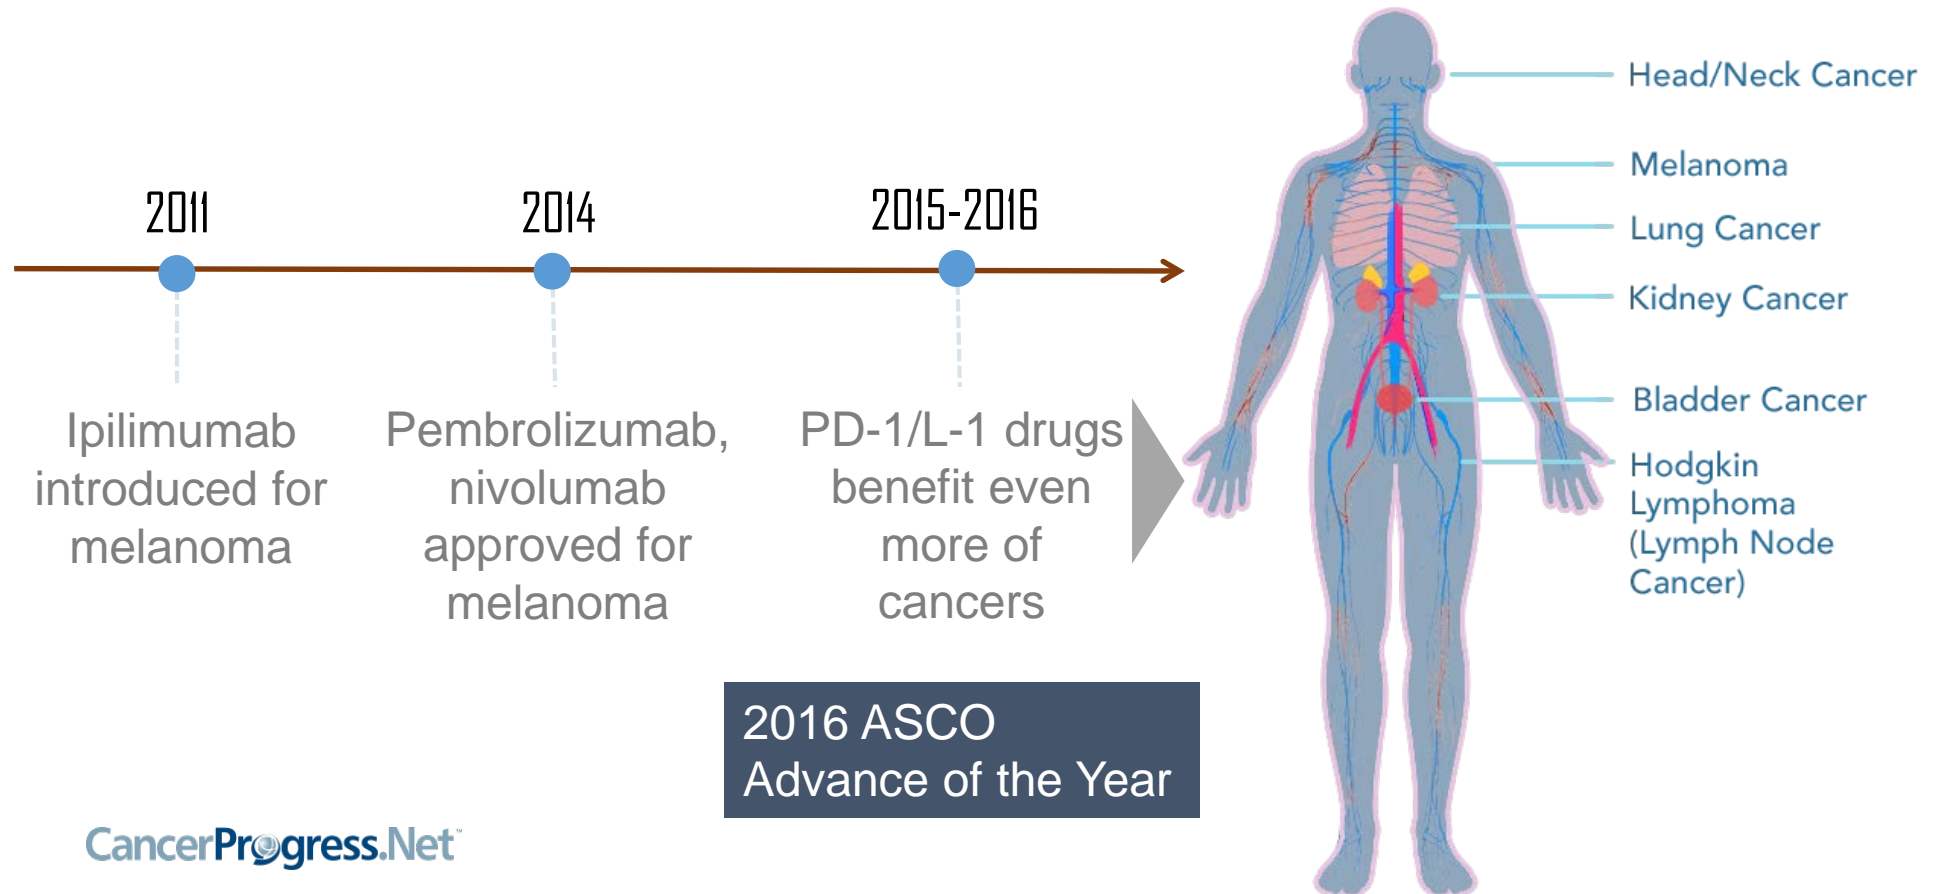 2011
Ipilimumab
introduced for
melanoma
2014
Pembrolizumab,
nivolumab
approved for
melanoma
2015-2016
PD-1/L-1 drugs
benefit even
more of
cancers
2016 ASCO
Advance of the Year
Head/Neck Cancer
Melanoma
Lung Cancer
Kidney Cancer
Bladder Cancer
Hodgkin
Lymphoma
(Lymph Node
Cancer)
CancerProgress.Net™